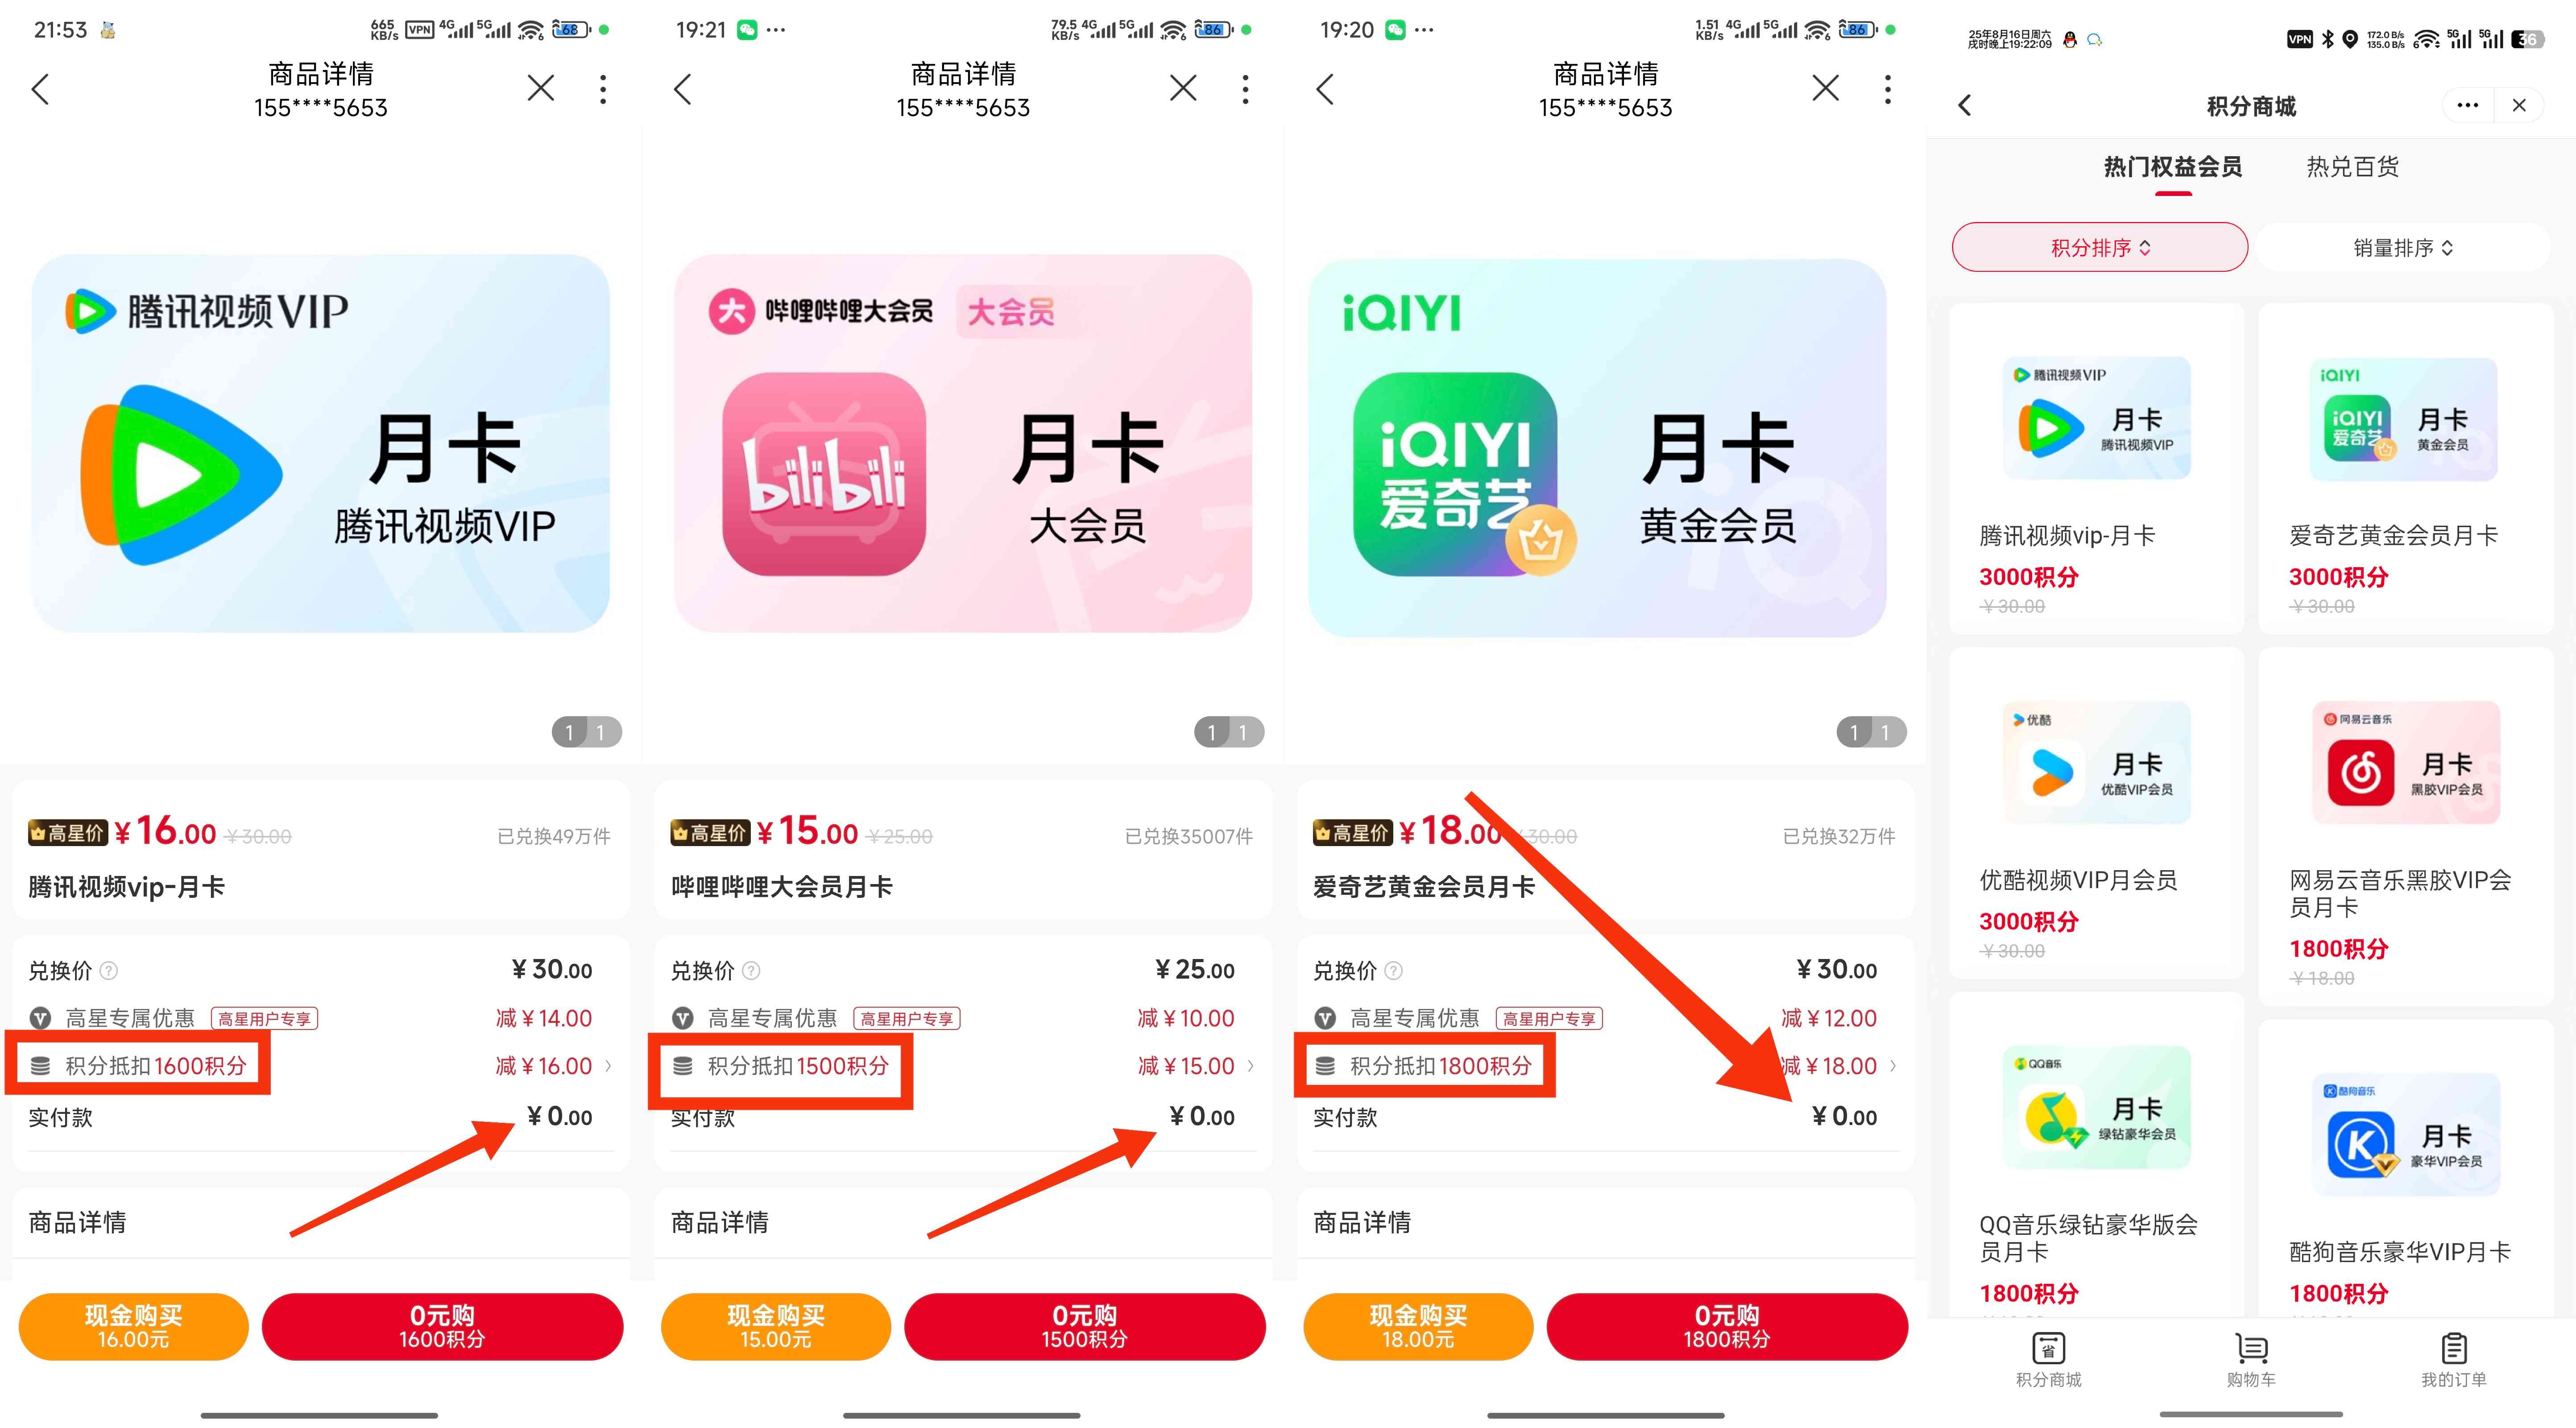 21:53
665 KB/s VPN 4G 5G 6 68
商品详情
155****5653
腾讯视频VIP
月卡
腾讯视频VIP
1 1
高星价 ¥16.00 ¥30.00 已兑换49万件
腾讯视频vip-月卡
兑换价 ? ¥30.00
V 高星专属优惠 高星用户专享 减¥14.00
积分抵扣1600积分 减¥16.00
实付款 ¥0.00
商品详情
现金购买
16.00元
0元购
1600积分
19:21
79.5 KB/s 4G 5G 6 86
商品详情
155****5653
大 哔哩哔哩大会员 大会员
bilibili
月卡
大会员
1 1
高星价 ¥15.00 ¥25.00 已兑换35007件
哔哩哔哩大会员月卡
兑换价 ? ¥25.00
V 高星专属优惠 高星用户专享 减¥10.00
积分抵扣1500积分 减¥15.00
实付款 ¥0.00
商品详情
现金购买
15.00元
0元购
1500积分
19:20
1.51 KB/s 4G 5G 6 86
商品详情
155****5653
iQIYI
iQIYI
爱奇艺
月卡
黄金会员
1 1
高星价 ¥18.00 30.00 已兑换32万件
爱奇艺黄金会员月卡
兑换价 ? ¥30.00
V 高星专属优惠 高星用户专享 减¥12.00
积分抵扣1800积分 减¥18.00
实付款 ¥0.00
商品详情
现金购买
18.00元
0元购
1800积分
25年8月16日周六
戌时晚上19:22:09
VPN 172.0 B/s 135.0 B/s 6 5G 5G 36
积分商城
热门权益会员 热兑百货
积分排序 销量排序
腾讯视频VIP
月卡
腾讯视频VIP
腾讯视频vip-月卡
3000积分
¥30.00
iQIYI
iQIYI
爱奇艺
月卡
黄金会员
爱奇艺黄金会员月卡
3000积分
¥30.00
优酷
月卡
优酷VIP会员
优酷视频VIP月会员
3000积分
¥30.00
网易云音乐
月卡
黑胶VIP会员
网易云音乐黑胶VIP会
员月卡
1800积分
¥18.00
QQ音乐
月卡
绿钻豪华会员
QQ音乐绿钻豪华版会
员月卡
1800积分
酷狗音乐
K
月卡
豪华VIP会员
酷狗音乐豪华VIP月卡
1800积分
省
积分商城 购物车 我的订单